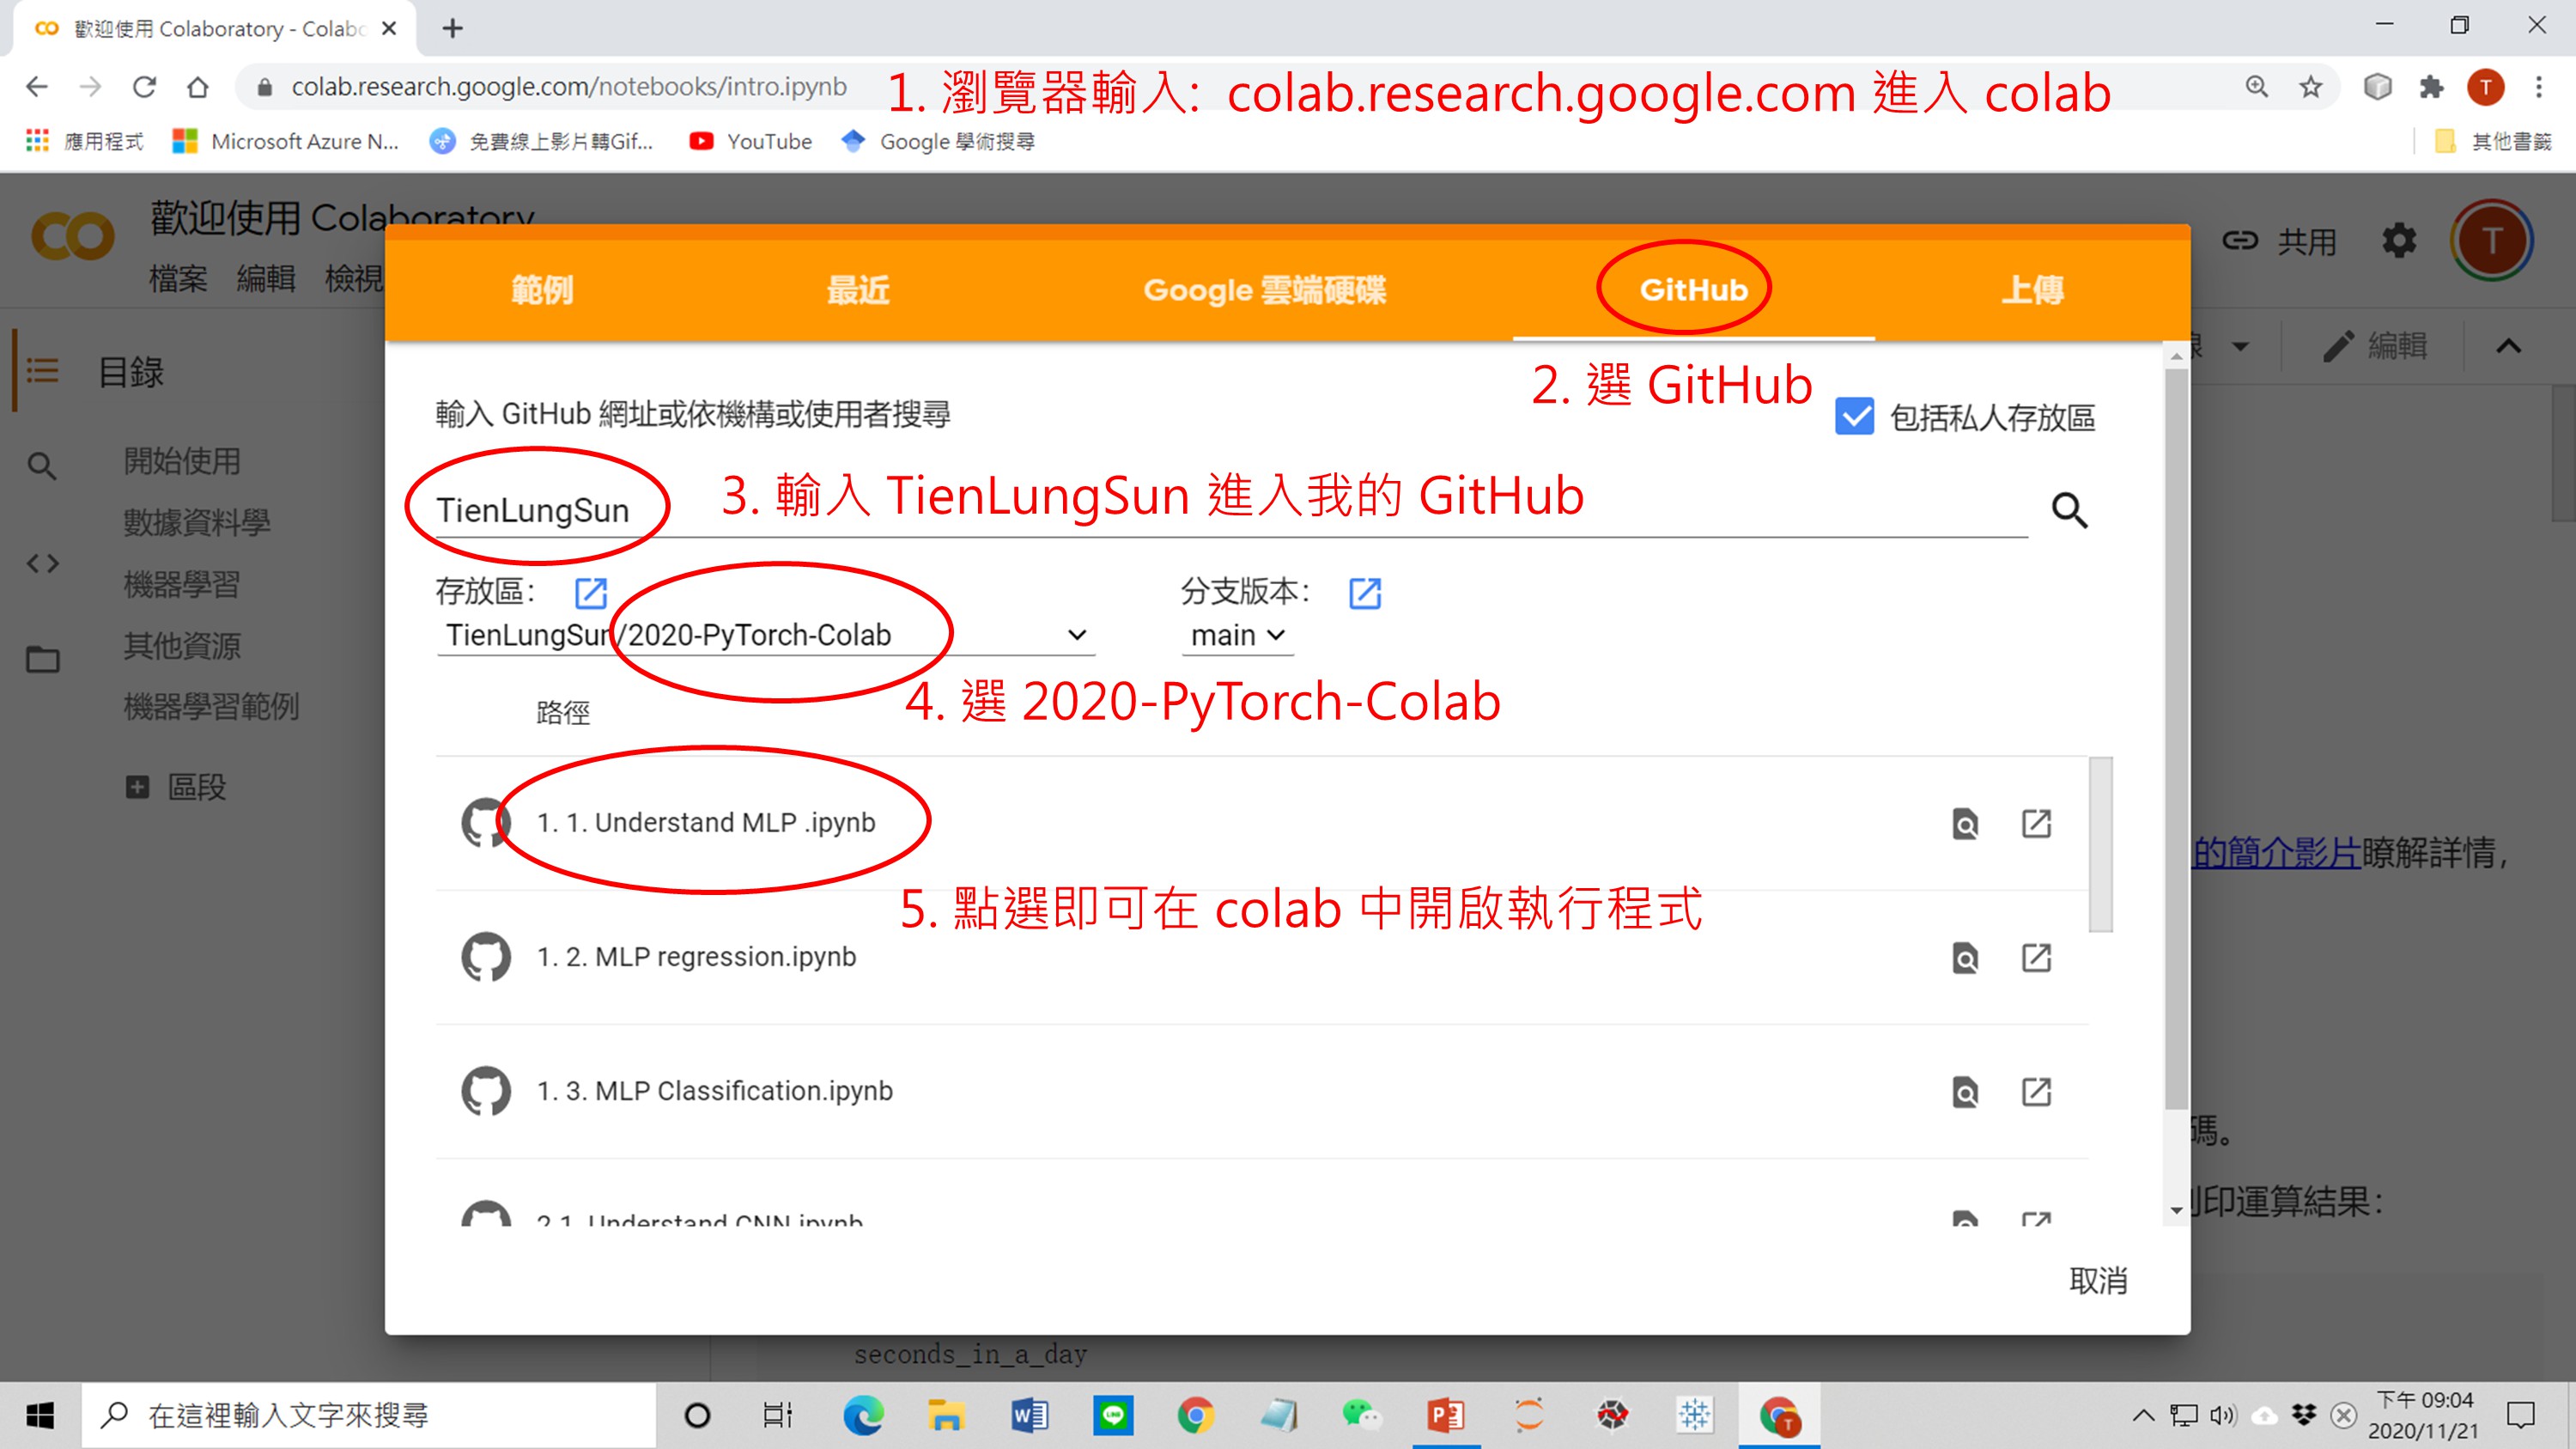 歡迎使用 Colaboratory - Colabo
colab.research.google.com/notebooks/intro.ipynb
1. 瀏覽器輸入: colab.research.google.com 進入 colab
T
應用程式
Microsoft Azure N...
免費線上影片轉Gif...
YouTube
Google 學術搜尋
其他書籤
歡迎使用 Colaboratory
檔案 編輯 檢視
共用
T
範例
最近
Google 雲端硬碟
GitHub
上傳
2. 選 GitHub
編輯
目錄
開始使用
數據資料學
機器學習
其他資源
機器學習範例
區段
輸入 GitHub 網址或依機構或使用者搜尋
包括私人存放區
TienLungSun
3. 輸入 TienLungSun 進入我的 GitHub
存放區：
分支版本：
TienLungSun/2020-PyTorch-Colab
main
4. 選 2020-PyTorch-Colab
路徑
1. 1. Understand MLP .ipynb
5. 點選即可在 colab 中開啟執行程式
1. 2. MLP regression.ipynb
1. 3. MLP Classification.ipynb
2.1. Understand CNN.ipynb
的簡介影片瞭解詳情，
碼。
列印運算結果：
取消
seconds_in_a_day
在這裡輸入文字來搜尋
下午 09:04
2020/11/21